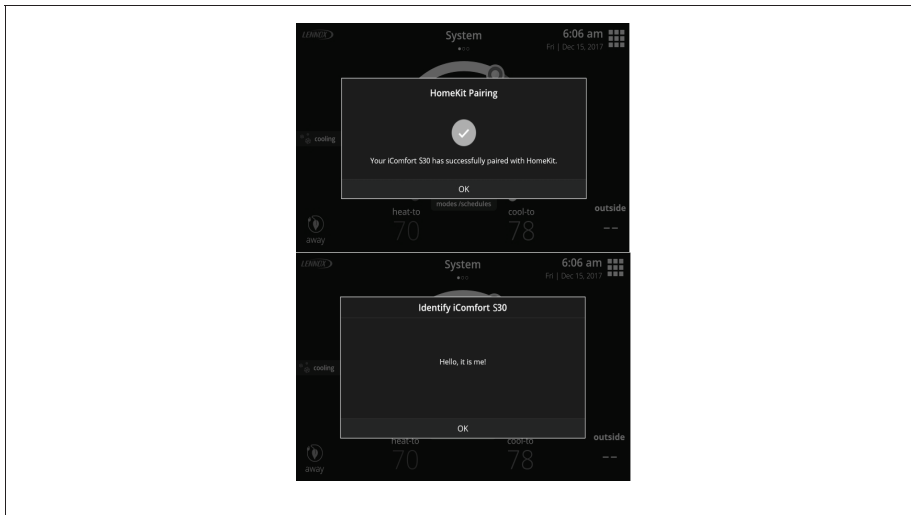 LENNOX
System
6:06 am
Fri | Dec 15, 2017
HomeKit Pairing
cooling
Your iComfort S30 has successfully paired with HomeKit.
OK
modes /schedules
heat-to
cool-to
outside
70
78
--
away
LENNOX
System
6:06 am
Fri | Dec 15, 2017
Identify iComfort S30
Hello, it is me!
cooling
OK
heat-to
cool-to
outside
70
78
--
away